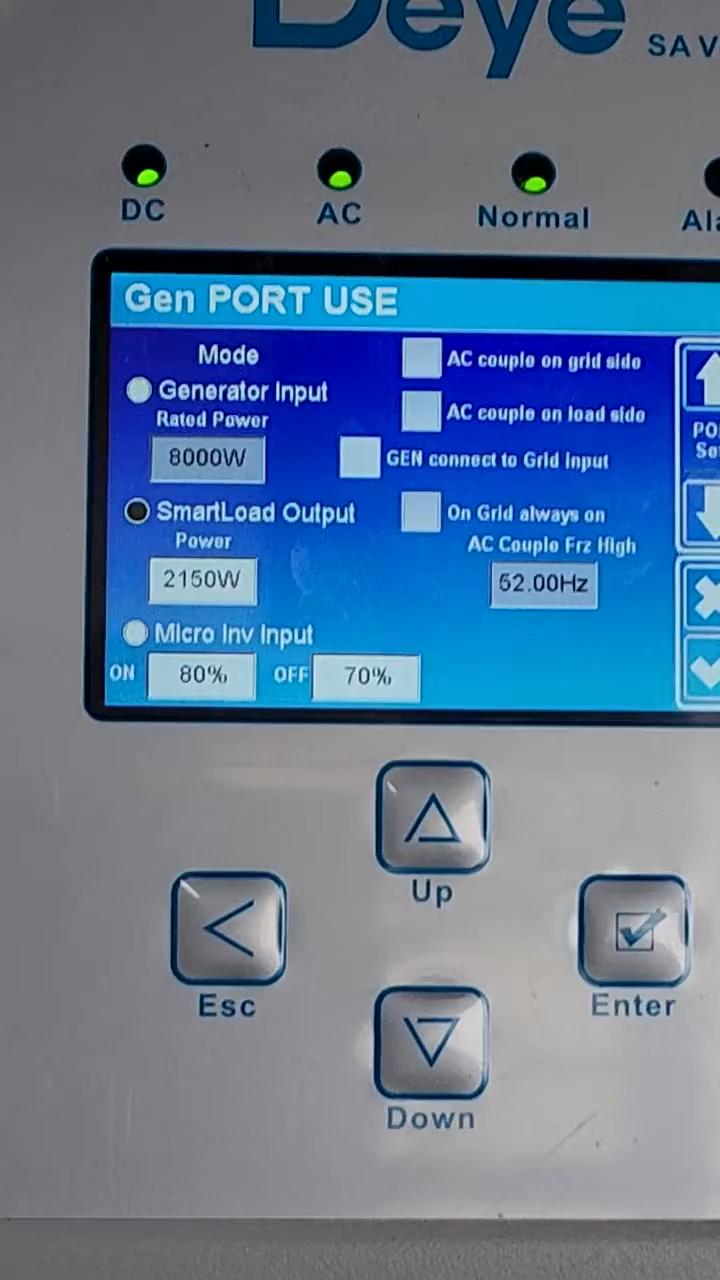 Deye
DC
AC
Normal
Gen PORT USE
Mode
AC couple on grid side
Generator Input
Rated Power
AC couple on load side
8000W
GEN connect to Grid input
SmartLoad Output
On Grid always on
Power
AC Couple Frz High
2150W
52.00Hz
Micro Inv Input
ON
80%
OFF
70%
Up
Esc
Enter
Down